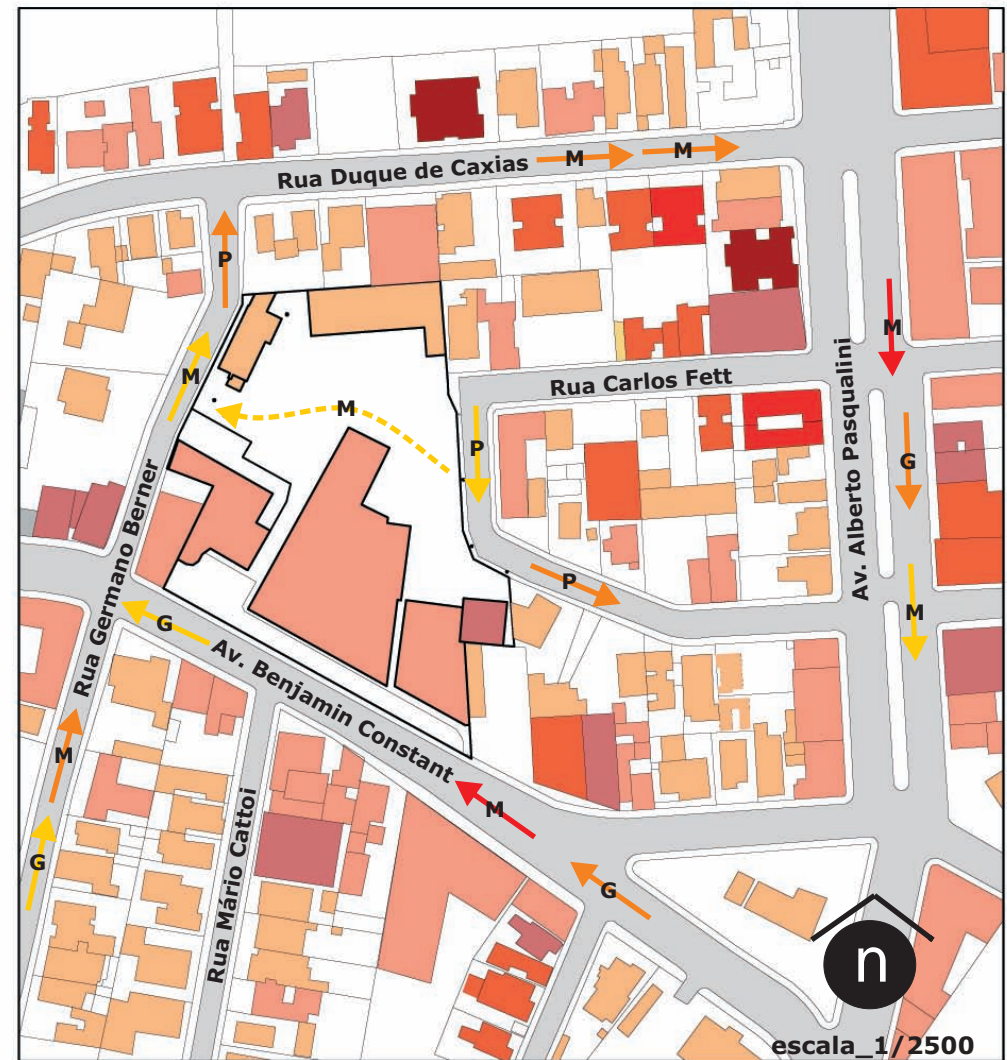 Rua Duque de Caxias
M
M
P
M
M
Rua Carlos Fett
M
P
G
Av. Alberto Pasqualini
Rua Germano Berner
P
M
G
Av. Benjamin Constant
M
M
G
Rua Mário Cattoi
G
n
escala_1/2500